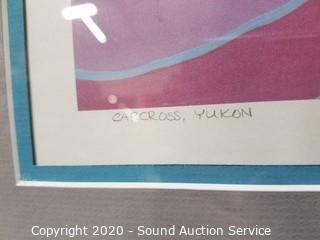 CARCROSS, YUKON
Copyright 2020 - Sound Auction Service